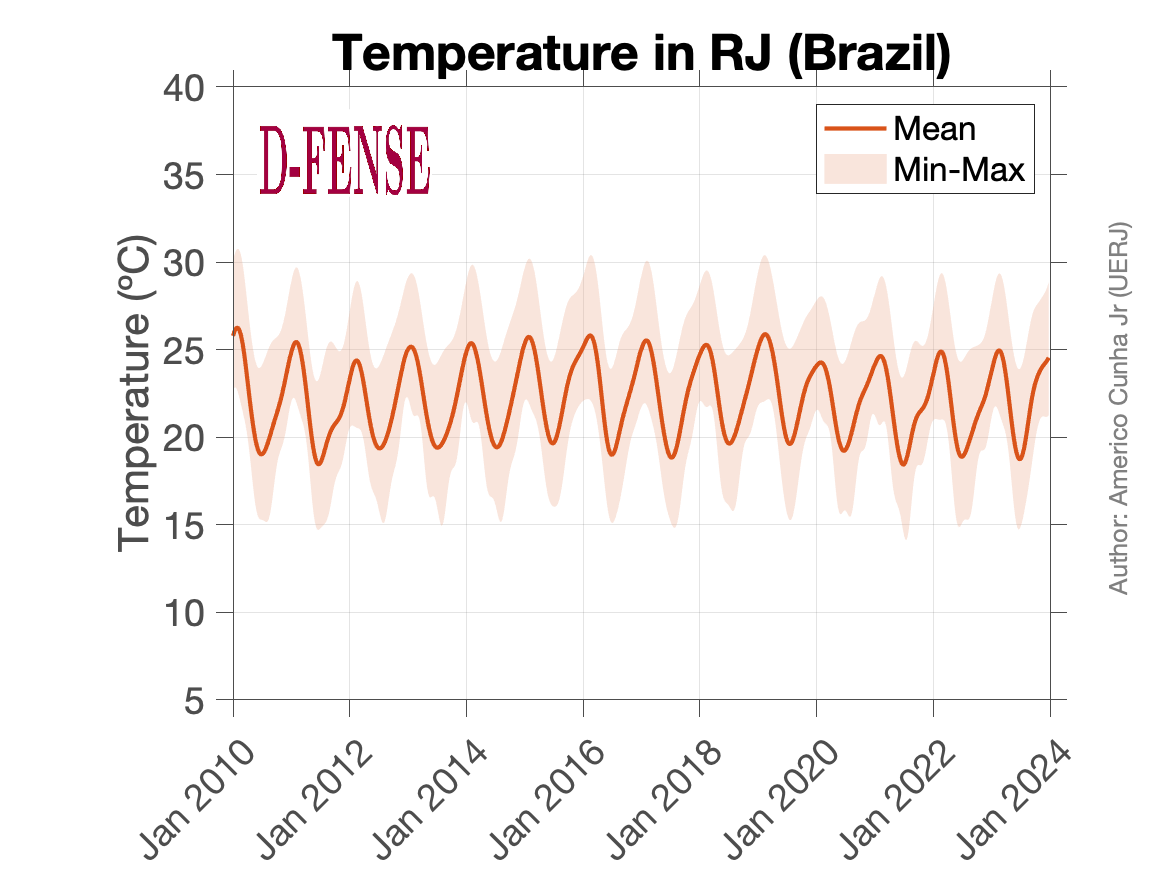 Temperature in RJ (Brazil)
D-FENSE
Mean
Min-Max
Temperature (ºC)
40
35
30
25
20
15
10
5
Jan 2010
Jan 2012
Jan 2014
Jan 2016
Jan 2018
Jan 2020
Jan 2022
Jan 2024
Author: Americo Cunha Jr (UERJ)